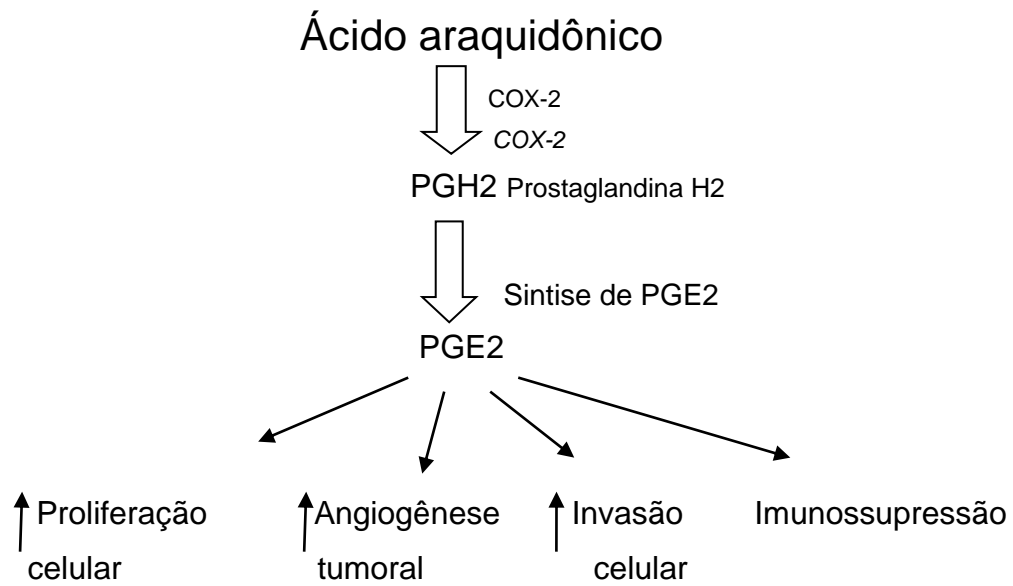 Ácido araquidônico
COX-2
COX-2
PGH2 Prostaglandina H2
Sintise de PGE2
PGE2
Proliferação celular
Angiogênese tumoral
Invasão celular
Imunossupressão